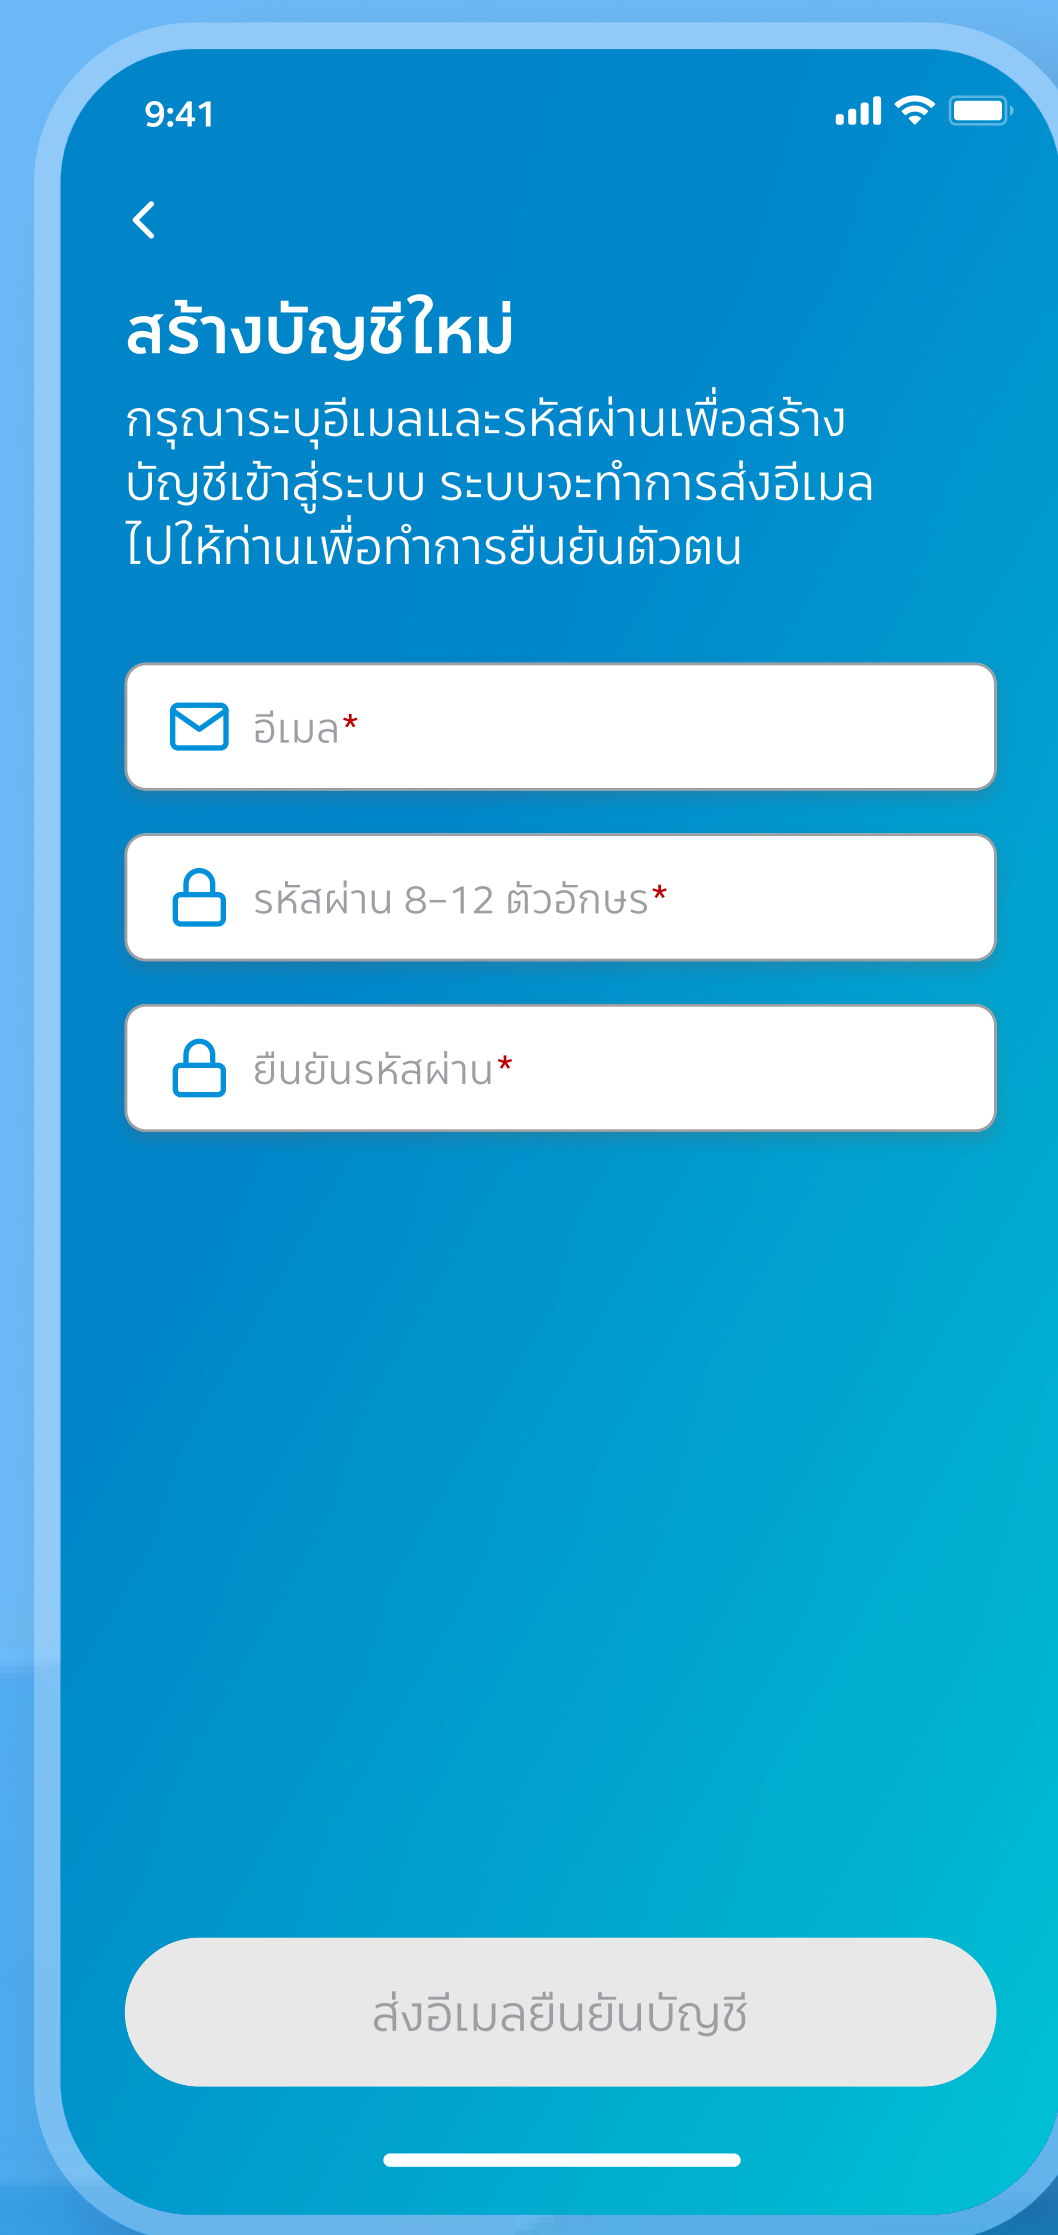 9:41
สร้างบัญชีใหม่
กรุณาระบุอีเมลและรหัสผ่านเพื่อสร้าง
บัญชีเข้าสู่ระบบ ระบบจะทำการส่งอีเมล
ไปให้ท่านเพื่อทำการยืนยันตัวตน
อีเมล*
รหัสผ่าน 8-12 ตัวอักษร*
ยืนยันรหัสผ่าน*
ส่งอีเมลยืนยันบัญชี